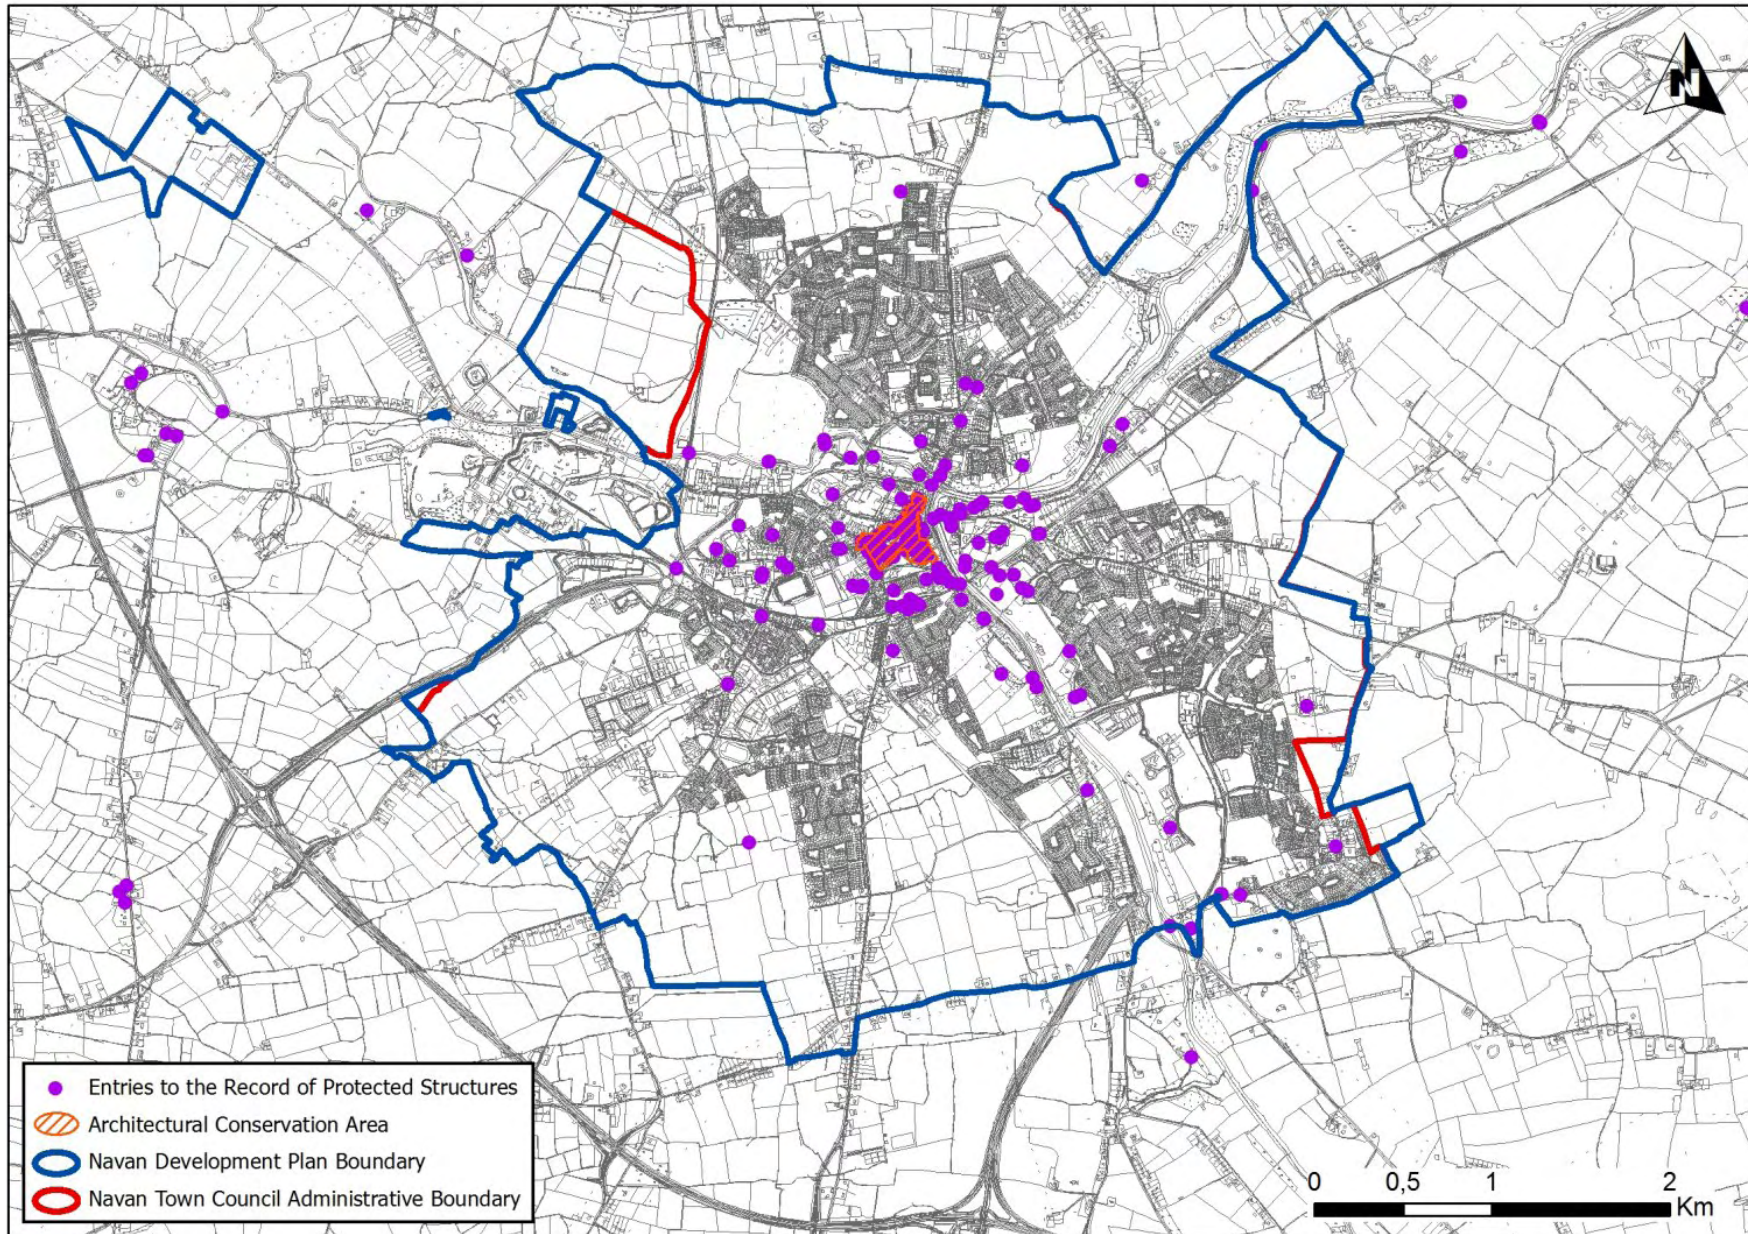 N
Entries to the Record of Protected Structures
Architectural Conservation Area
Navan Development Plan Boundary
Navan Town Council Administrative Boundary
0 0,5 1 2
Km